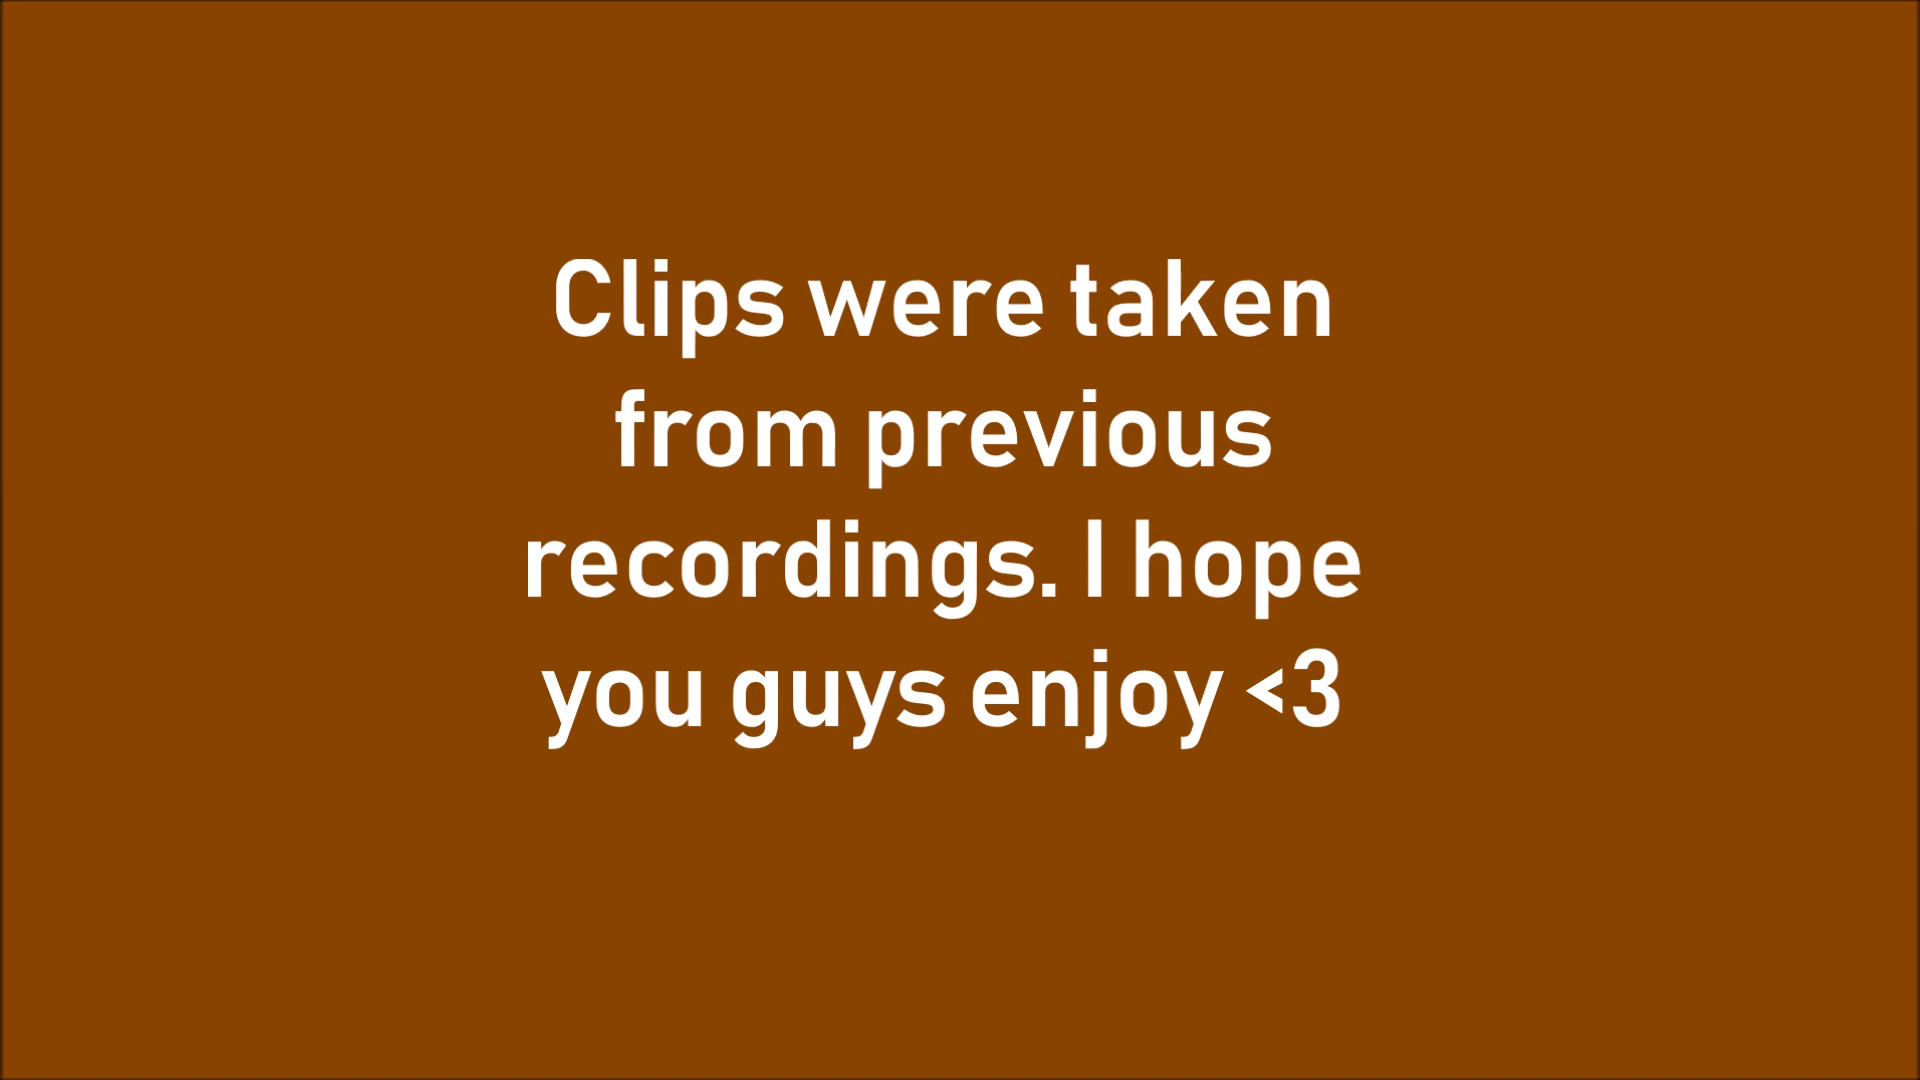 Clips were taken
from previous
recordings. I hope
you guys enjoy <3